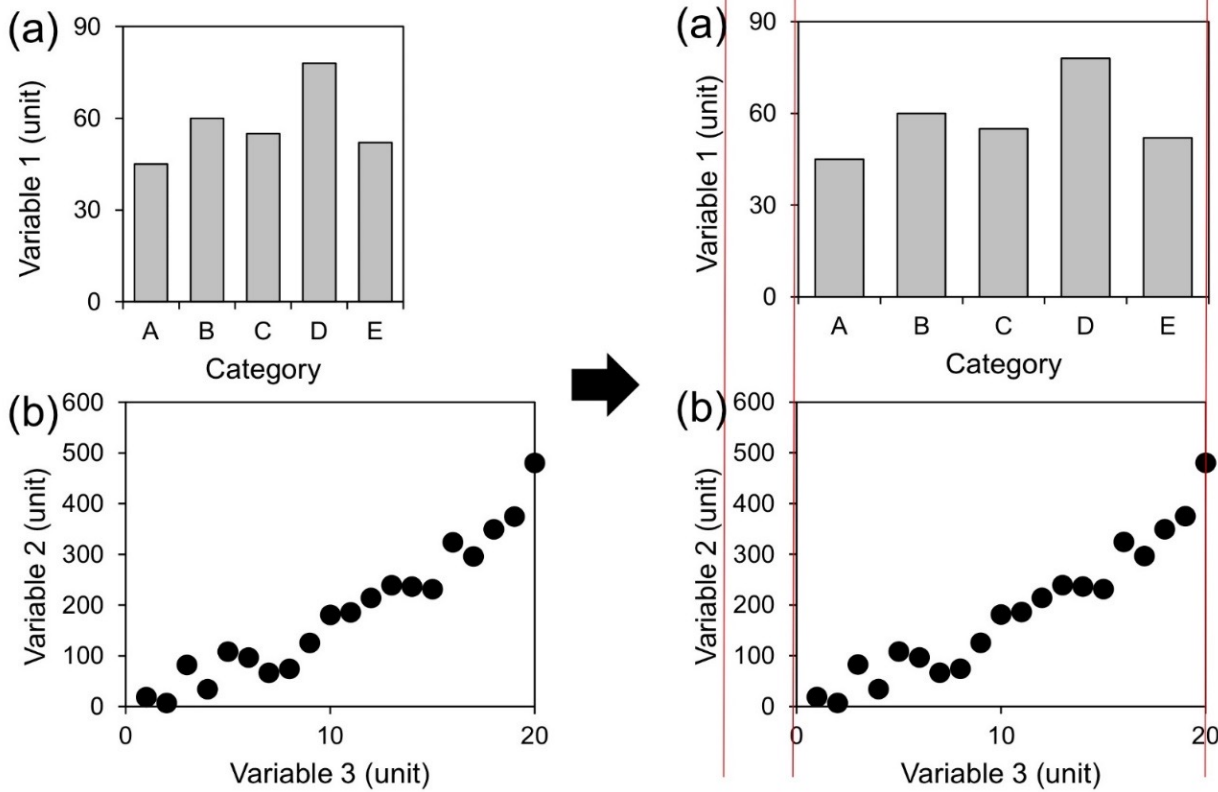 (a)
Variable 1 (unit)
90
60
30
0
A B C D E
Category
(b)
Variable 2 (unit)
600
500
400
300
200
100
0
0 10 20
Variable 3 (unit)
(a)
Variable 1 (unit)
90
60
30
0
A B C D E
Category
(b)
Variable 2 (unit)
600
500
400
300
200
100
0
0 10 20
Variable 3 (unit)